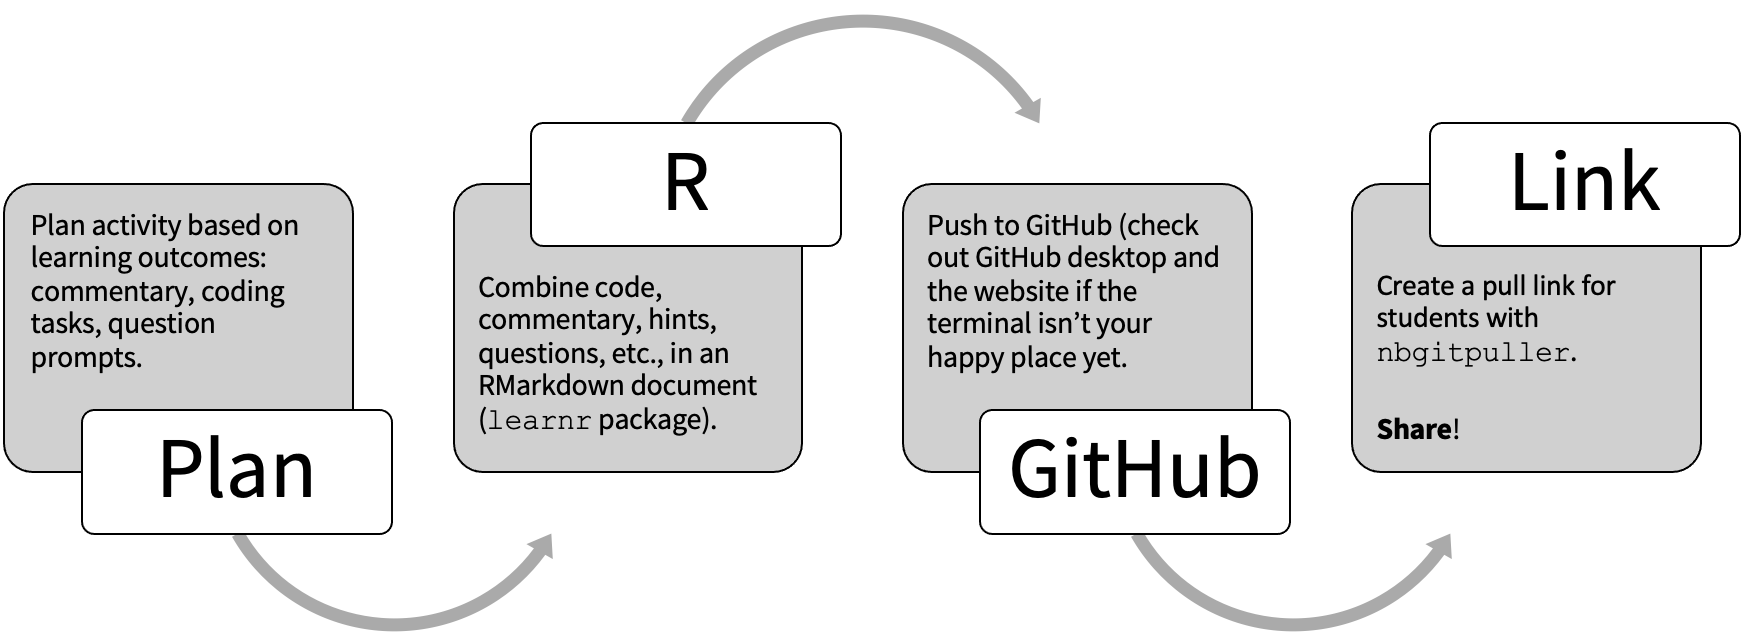 Plan activity based on
learning outcomes:
commentary, coding
tasks, question
prompts.
Plan
R
Combine code,
commentary, hints,
questions, etc., in an
RMarkdown document
(learnr package).
Push to GitHub (check
out GitHub desktop and
the website if the
terminal isn’t your
happy place yet.
GitHub
Link
Create a pull link for
students with
nbgitpuller.
Share!